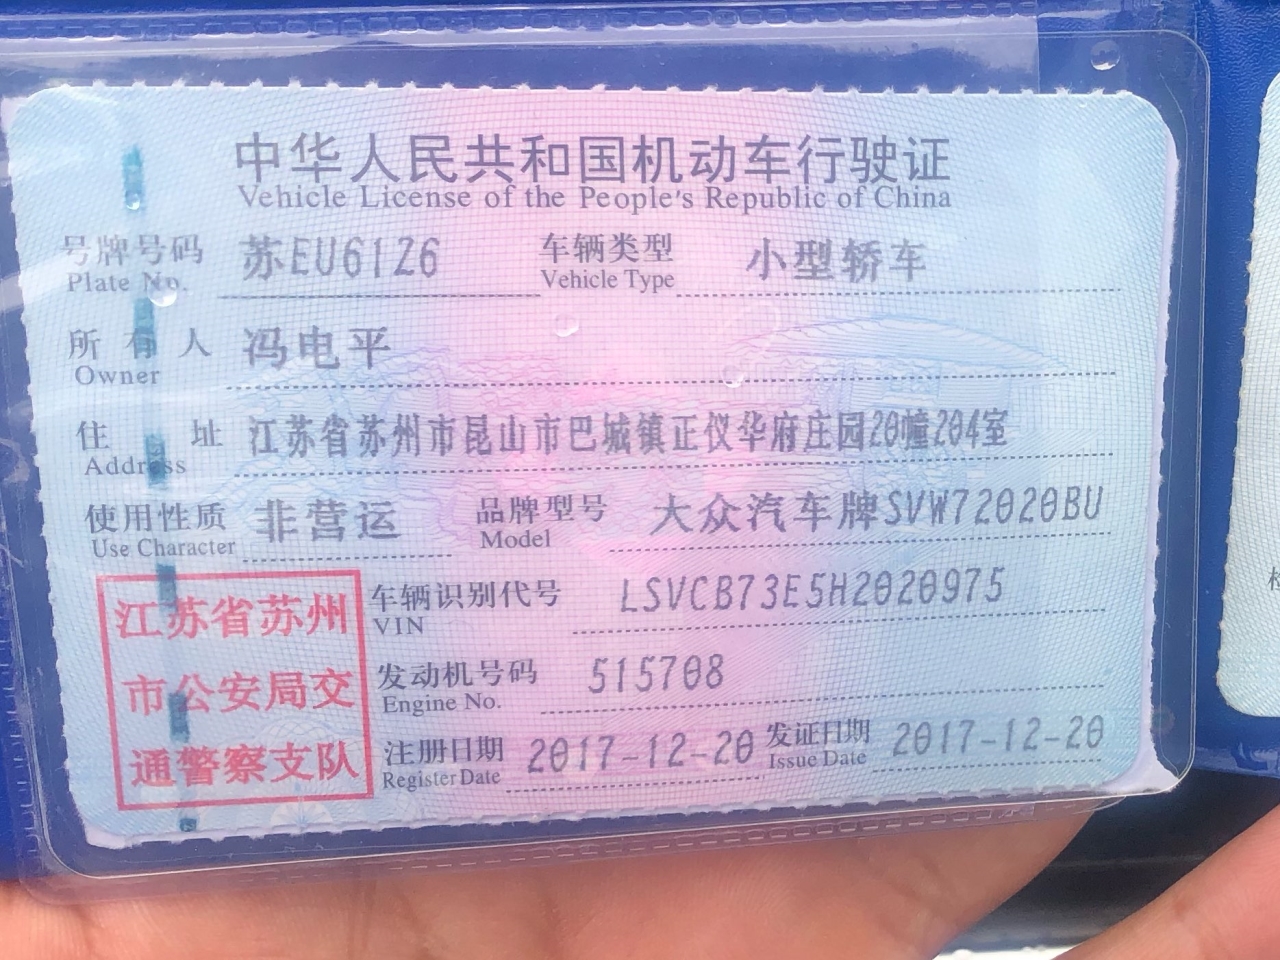 中华人民共和国机动车行驶证
Vehicle License of the People's Republic of China
号牌号码 苏EU61Z6 车辆类型 小型轿车
Plate No. Vehicle Type
所有人 冯电平
Owner
住址 江苏省苏州市昆山市巴城镇正仪华府庄园20幢204室
Address
使用性质 非营运 品牌型号 大众汽车牌SVW72020BU
Use Character Model
江苏省苏州
市公安局交
通警察支队
车辆识别代号 LSVCB73E5H2020975
VIN
发动机号码 515708
Engine No.
注册日期 2017-12-20 发证日期 2017-12-20
Register Date Issue Date